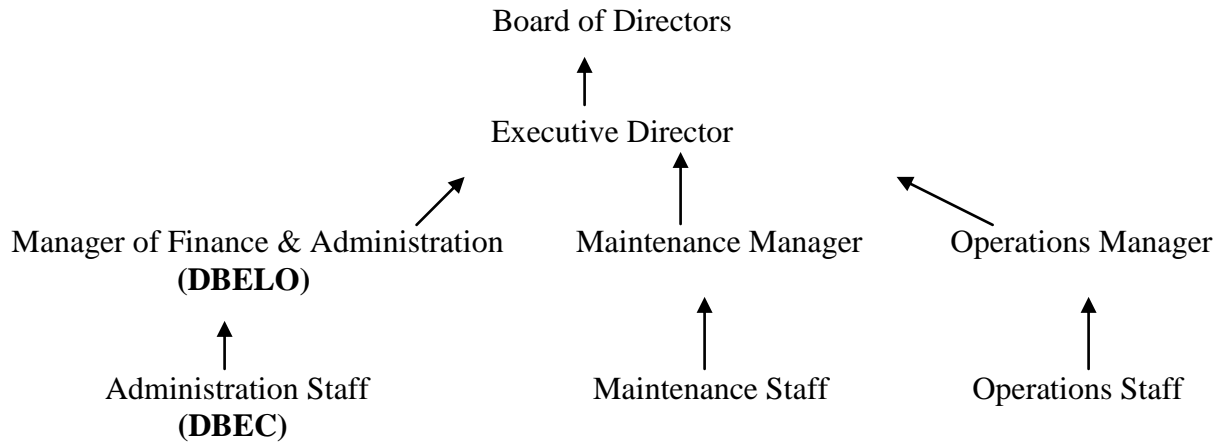 Board of Directors
Executive Director
Manager of Finance & Administration
(DBELO)
Maintenance Manager
Operations Manager
Administration Staff
(DBEC)
Maintenance Staff
Operations Staff